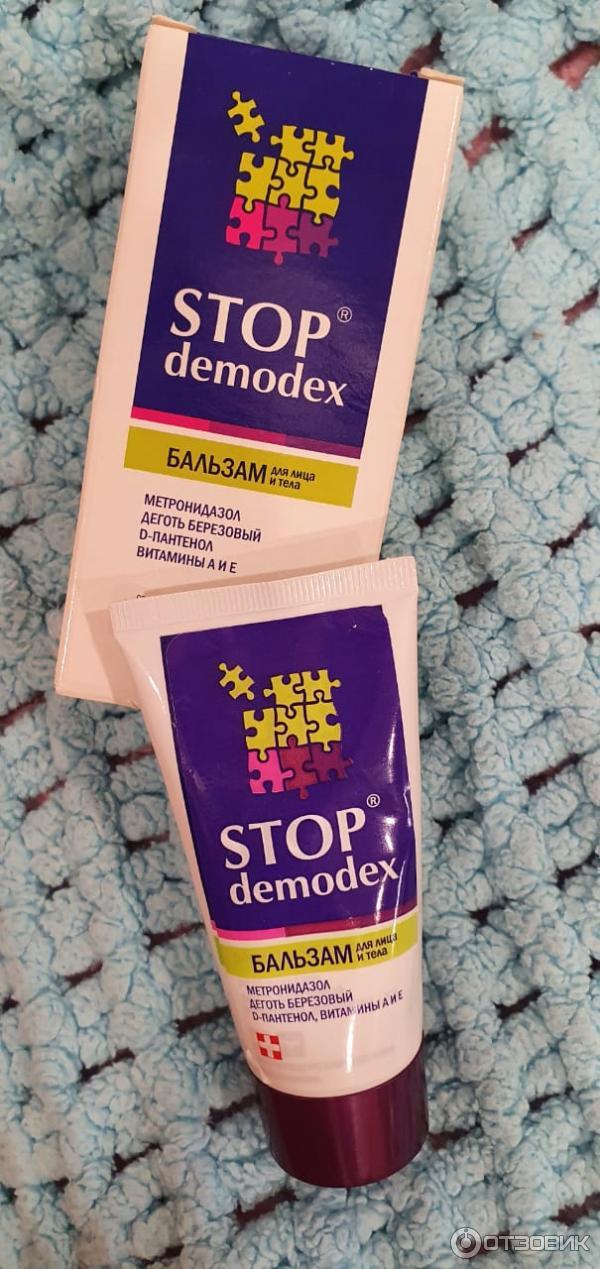 STOP®
demodex
БАЛЬЗАМ для лица
и тела
МЕТРОНИДАЗОЛ
ДЕГОТЬ БЕРЕЗОВЫЙ
D-ПАНТЕНОЛ
ВИТАМИНЫ А И Е
STOP®
demodex
БАЛЬЗАМ для лица
и тела
МЕТРОНИДАЗОЛ
ДЕГОТЬ БЕРЕЗОВЫЙ
D-ПАНТЕНОЛ, ВИТАМИНЫ А И Е
ОТЗОВИК